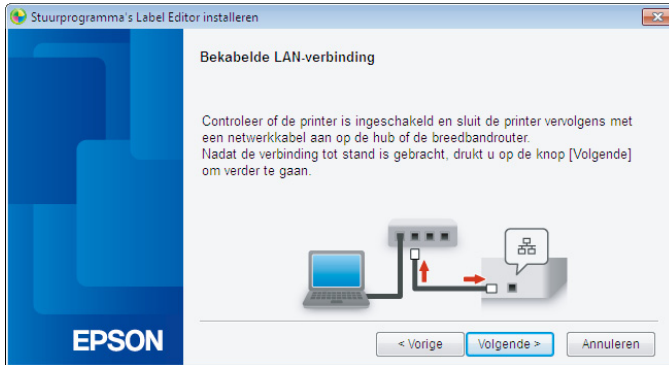 Stuurprogramma's Label Editor installeren
Bekabelde LAN-verbinding
Controleer of de printer is ingeschakeld en sluit de printer vervolgens met
een netwerkkabel aan op de hub of de breedbandrouter.
Nadat de verbinding tot stand is gebracht, drukt u op de knop [Volgende]
om verder te gaan.
EPSON
< Vorige
Volgende >
Annuleren